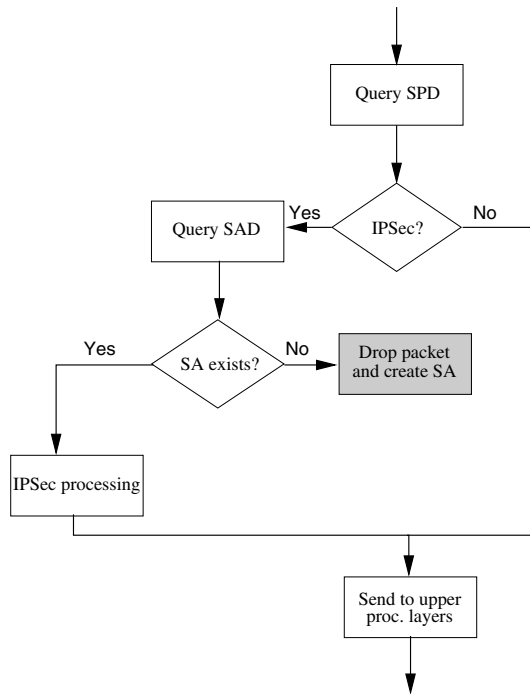 Query SPD
IPSec?
Yes
No
Query SAD
SA exists?
Yes
No
Drop packet
and create SA
IPSec processing
Send to upper
proc. layers